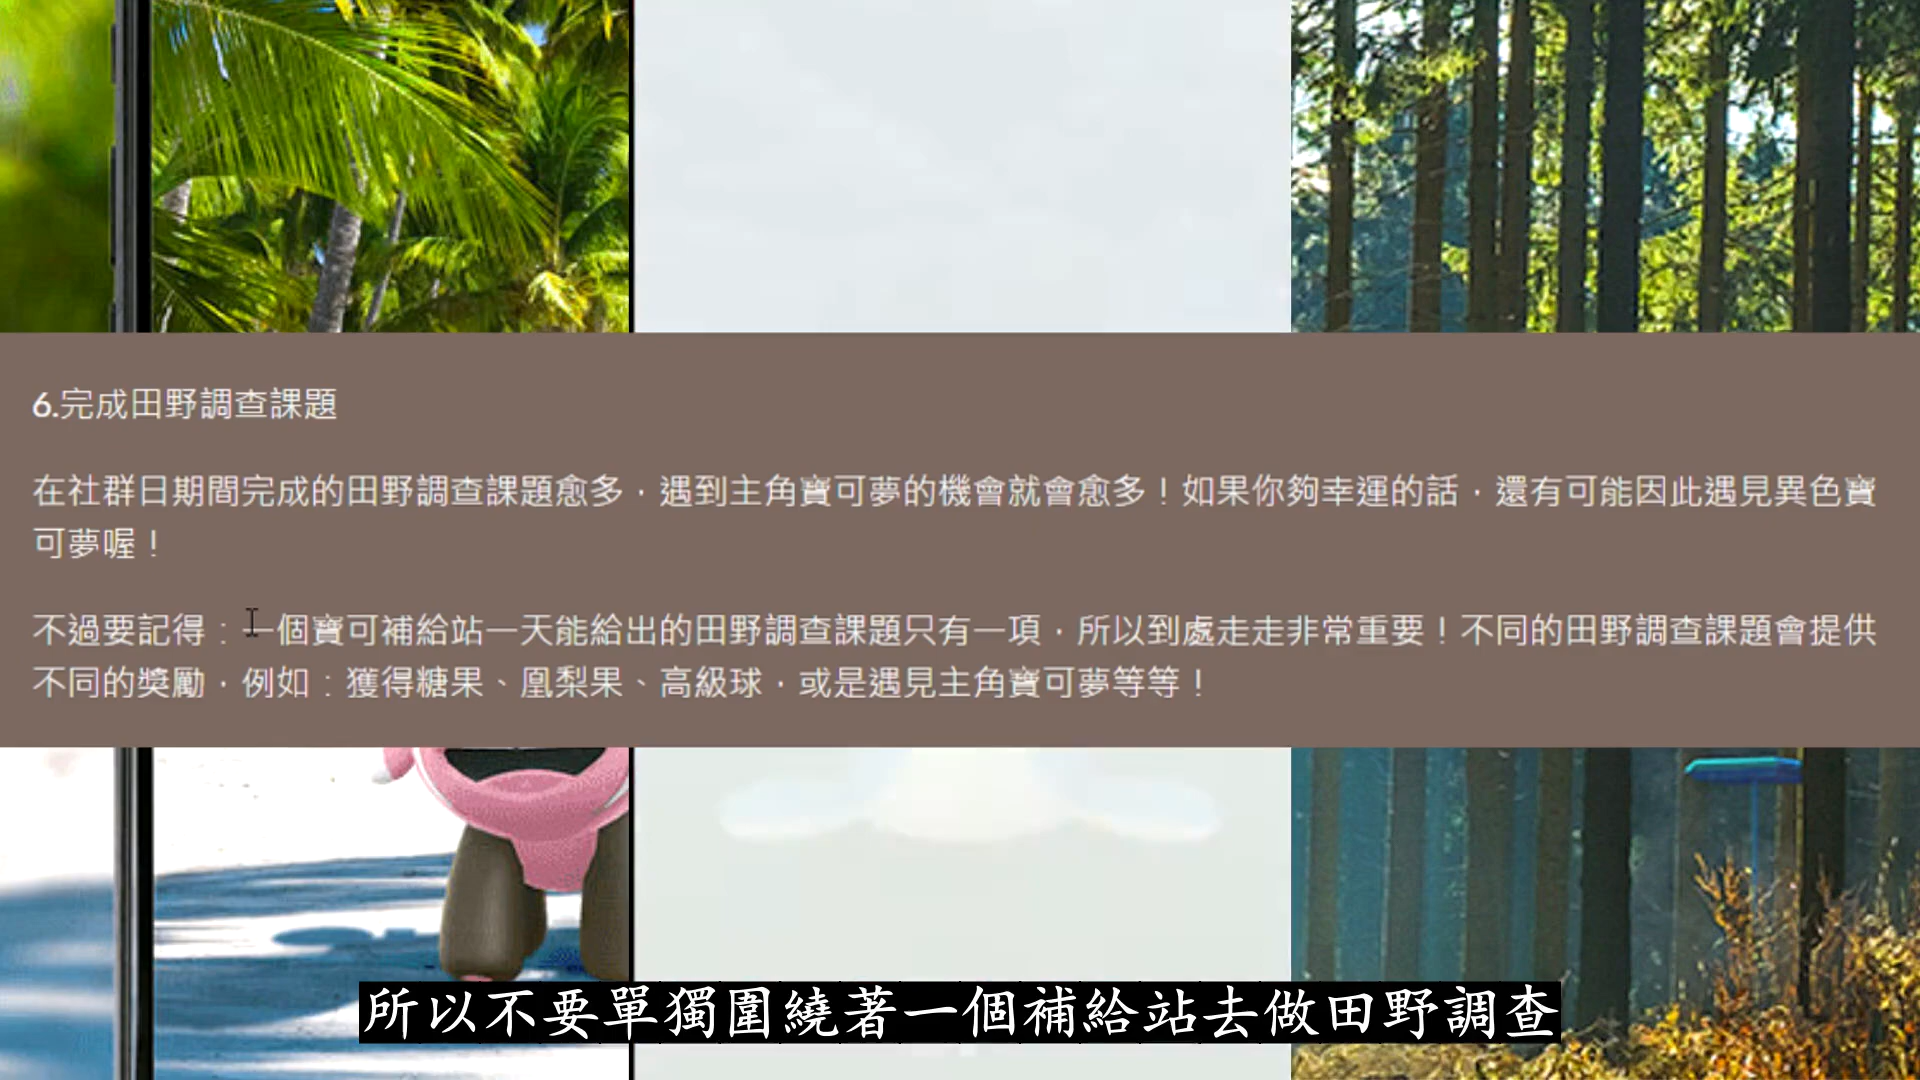 6.完成田野調查課題
在社群日期間完成的田野調查課題愈多，遇到主角寶可夢的機會就會愈多！如果你夠幸運的話，還有可能因此遇見異色寶
可夢喔！
不過要記得：一個寶可補給站一天能給出的田野調查課題只有一項，所以到處走走非常重要！不同的田野調查課題會提供
不同的獎勵，例如：獲得糖果、凰梨果、高級球，或是遇見主角寶可夢等等！
所以不要單獨圍繞著一個補給站去做田野調查